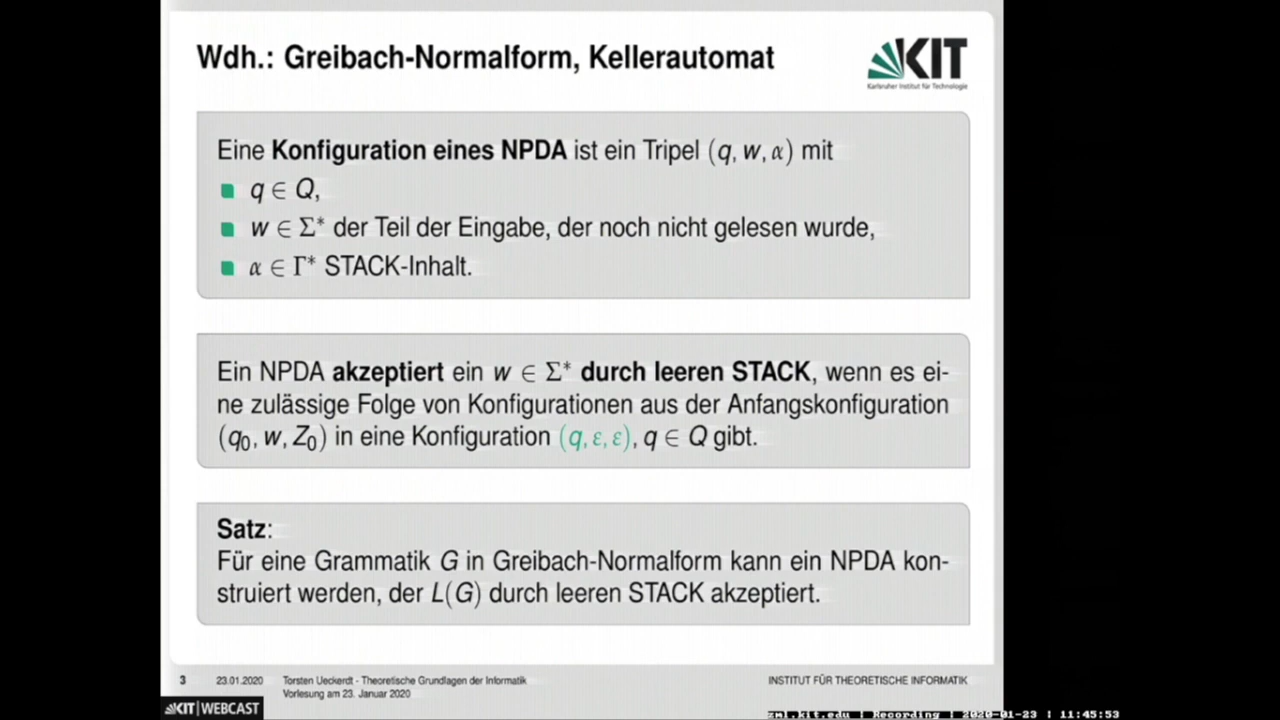 Wdh.: Greibach-Normalform, Kellerautomat
KIT
Karlsruher Institut für Technologie
Eine Konfiguration eines NPDA ist ein Tripel (q, w, α) mit
q ∈ Q,
w ∈ Σ* der Teil der Eingabe, der noch nicht gelesen wurde,
α ∈ Γ* STACK-Inhalt.
Ein NPDA akzeptiert ein w ∈ Σ* durch leeren STACK, wenn es ei-
ne zulässige Folge von Konfigurationen aus der Anfangskonfiguration
(q₀, w, Z₀) in eine Konfiguration (q, ε, ε), q ∈ Q gibt.
Satz:
Für eine Grammatik G in Greibach-Normalform kann ein NPDA kon-
struiert werden, der L(G) durch leeren STACK akzeptiert.
3 23.01.2020 Torsten Ueckerdt - Theoretische Grundlagen der Informatik INSTITUT FÜR THEORETISCHE INFORMATIK
Vorlesung am 23. Januar 2020
KIT | WEBCAST
zml.kit.edu | Recording | 2020-01-23 | 11:45:53